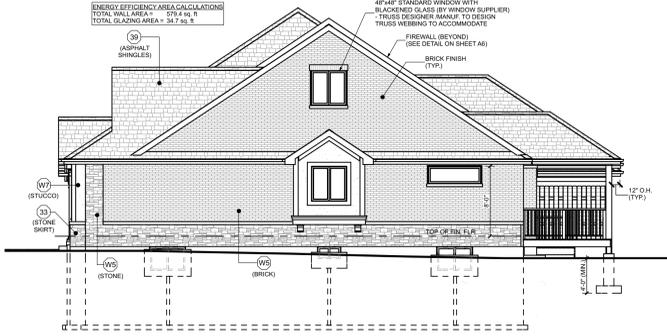 ENERGY EFFICIENCY AREA CALCULATIONS
TOTAL WALL AREA = 579.4 sq. ft
TOTAL GLAZING AREA = 34.7 sq. ft
48"x48" STANDARD WINDOW WITH
BLACKENED GLASS (BY WINDOW SUPPLIER)
- TRUSS DESIGNER /MANUF. TO DESIGN
TRUSS WEBBING TO ACCOMMODATE
39
(ASPHALT
SHINGLES)
FIREWALL (BEYOND)
(SEE DETAIL ON SHEET A6)
BRICK FINISH
(TYP.)
W7
(STUCCO)
33
(STONE
SKIRT)
8'-0"
12" O.H.
(TYP.)
TOP OF FIN. FLR
W5
(STONE)
W5
(BRICK)
4'-0" (MIN.)